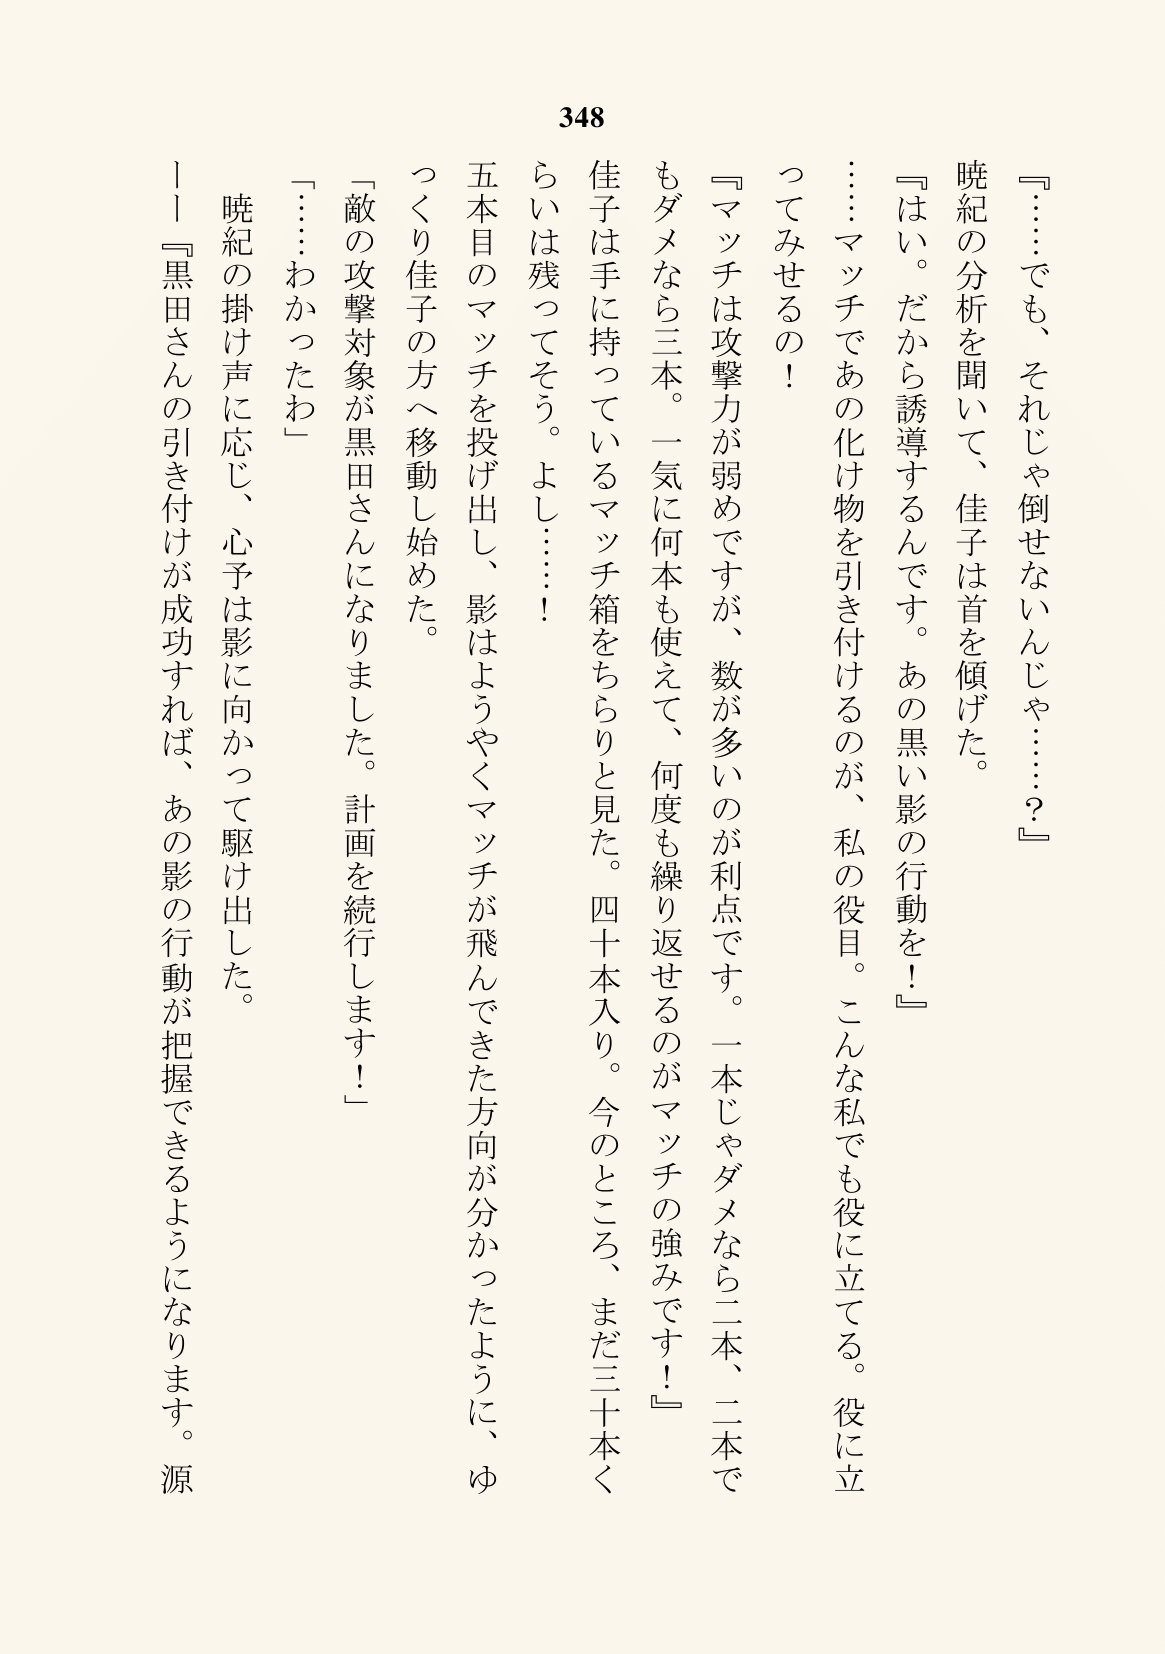 348
『……でも、それじゃ倒せないんじゃ……？』
暁紀の分析を聞いて、佳子は首を傾げた。
『はい。だから誘導するんです。あの黒い影の行動を！』
……マッチであの化け物を引き付けるのが、私の役目。こんな私でも役に立てる。役に立
ってみせるの！
『マッチは攻撃力が弱めですが、数が多いのが利点です。一本じゃダメなら二本、二本で
もダメなら三本。一気に何本も使えて、何度も繰り返せるのがマッチの強みです！』
佳子は手に持っているマッチ箱をちらりと見た。四十本入り。今のところ、まだ三十本く
らいは残ってそう。よし……！
五本目のマッチを投げ出し、影はようやくマッチが飛んできた方向が分かったように、ゆ
っくり佳子の方へ移動し始めた。
「敵の攻撃対象が黒田さんになりました。計画を続行します！」
「……わかったわ」
　暁紀の掛け声に応じ、心予は影に向かって駆け出した。
ーー『黒田さんの引き付けが成功すれば、あの影の行動が把握できるようになります。源